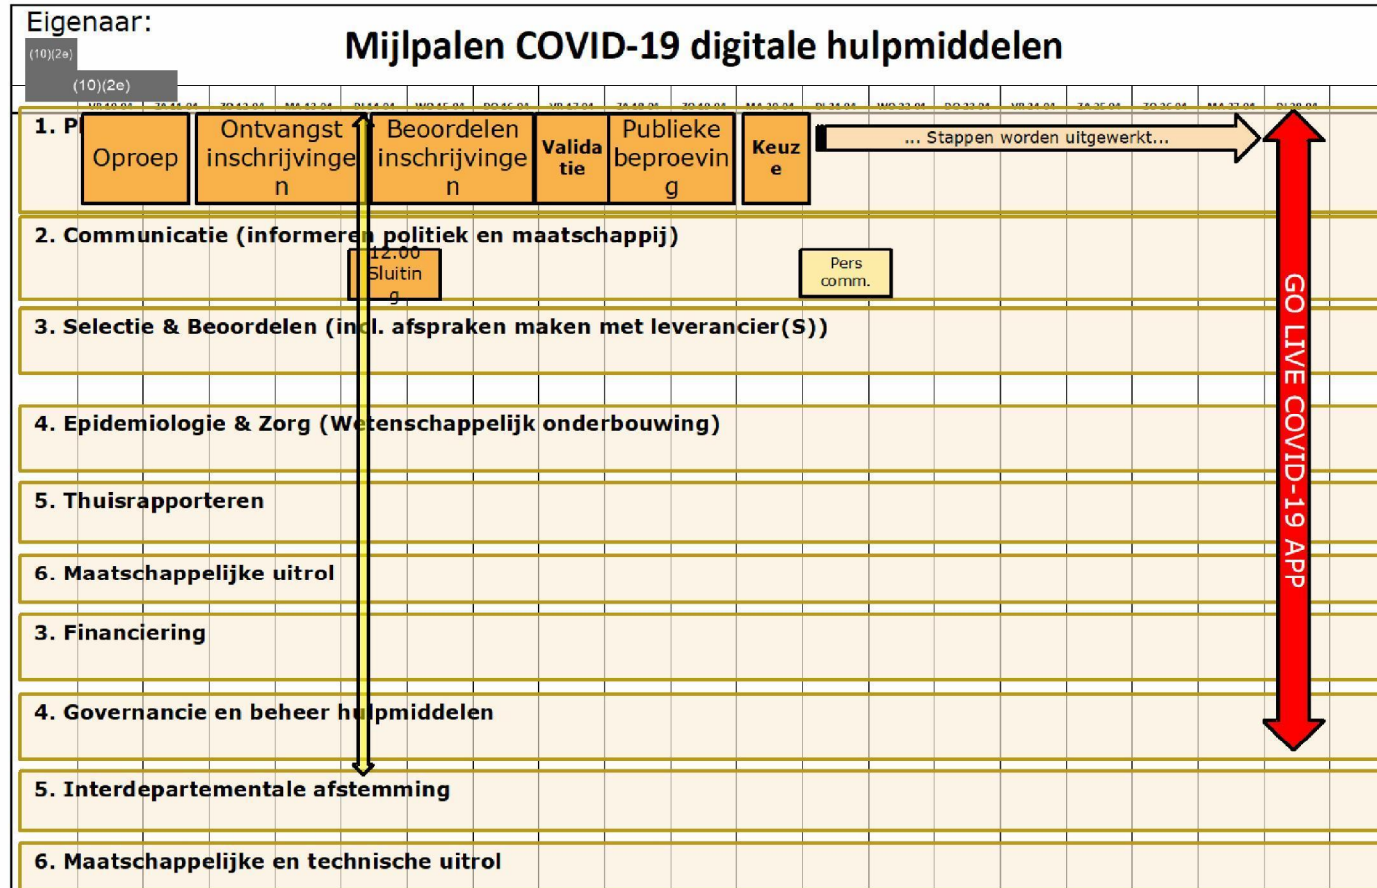 Eigenaar:
(10)(2e)
(10)(2e)
Mijlpalen COVID-19 digitale hulpmiddelen
1. P
Oproep
Ontvangst
inschrijvinge
n
Beoordelen
inschrijvinge
n
Valida
tie
Publieke
beproevin
g
Keuz
e
... Stappen worden uitgewerkt...
2. Communicatie (informeren politiek en maatschappij)
12.00
Sluitin
g
Pers
comm.
3. Selectie & Beoordelen (incl. afspraken maken met leverancier(S))
4. Epidemiologie & Zorg (Wetenschappelijk onderbouwing)
5. Thuisrapporteren
6. Maatschappelijke uitrol
3. Financiering
4. Governancie en beheer hulpmiddelen
5. Interdepartementale afstemming
6. Maatschappelijke en technische uitrol
GO LIVE COVID-19 APP